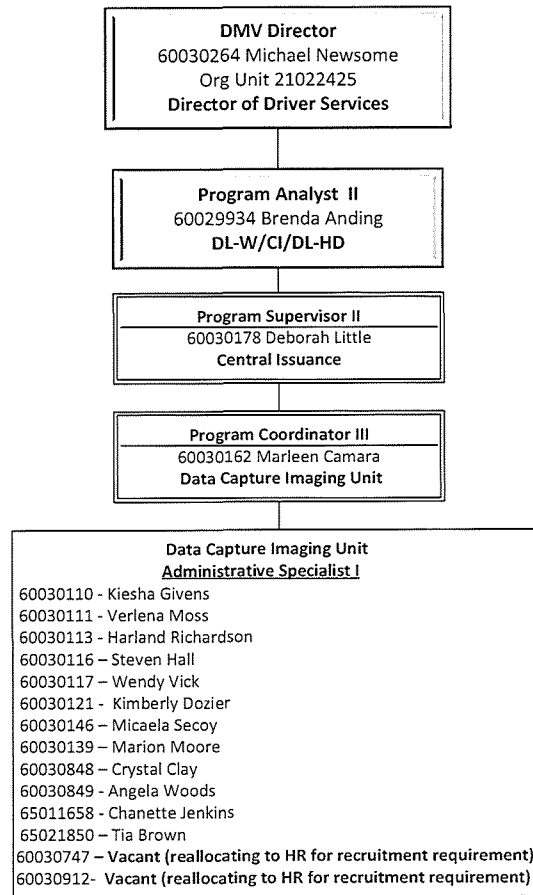 DMV Director
60030264 Michael Newsome
Org Unit 21022425
Director of Driver Services
Program Analyst II
60029934 Brenda Anding
DL-W/CI/DL-HD
Program Supervisor II
60030178 Deborah Little
Central Issuance
Program Coordinator III
60030162 Marleen Camara
Data Capture Imaging Unit
Data Capture Imaging Unit
Administrative Specialist I
60030110 - Kiesha Givens
60030111 - Verlena Moss
60030113 - Harland Richardson
60030116 – Steven Hall
60030117 – Wendy Vick
60030121 - Kimberly Dozier
60030146 – Micaela Secoy
60030139 – Marion Moore
60030848 – Crystal Clay
60030849 - Angela Woods
65011658 - Chanette Jenkins
65021850 – Tia Brown
60030747 – Vacant (reallocating to HR for recruitment requirement)
60030912- Vacant (reallocating to HR for recruitment requirement)